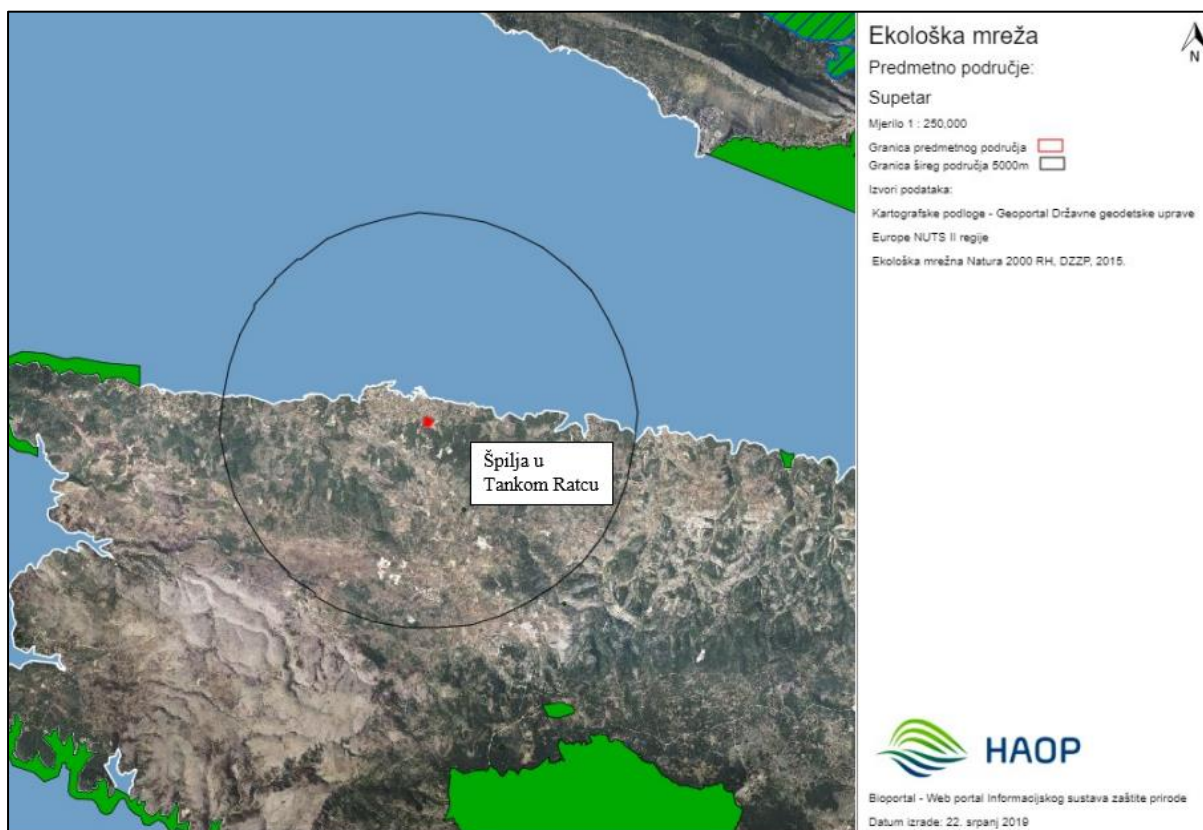 Ekološka mreža
N
Predmetno područje:
Supetar
Mjerilo 1 : 250,000
Granica predmetnog područja
Granica šireg područja 5000m
Izvori podataka:
Kartografske podloge - Geoportal Državne geodetske uprave
Europe NUTS II regije
Ekološka mrežna Natura 2000 RH, DZZP, 2015.
Špilja u
Tankom Ratcu
HAOP
Bioportal - Web portal Informacijskog sustava zaštite prirode
Datum izrade: 22. srpanj 2019